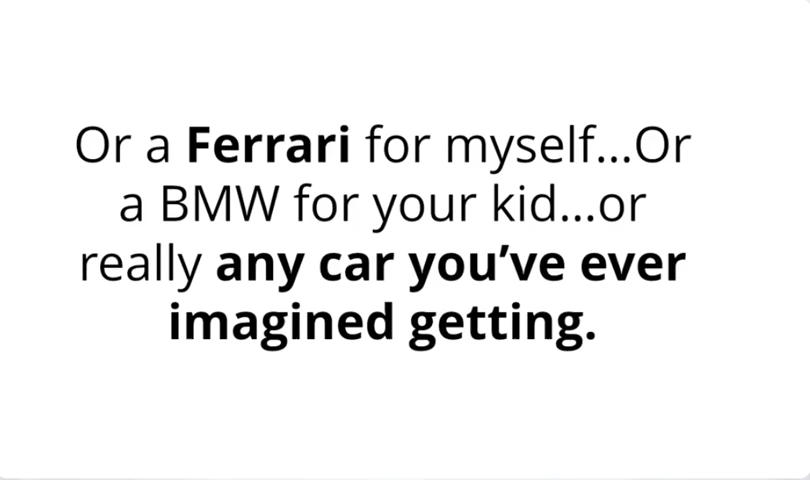 Or a Ferrari for myself...Or
a BMW for your kid...or
really any car you’ve ever
imagined getting.